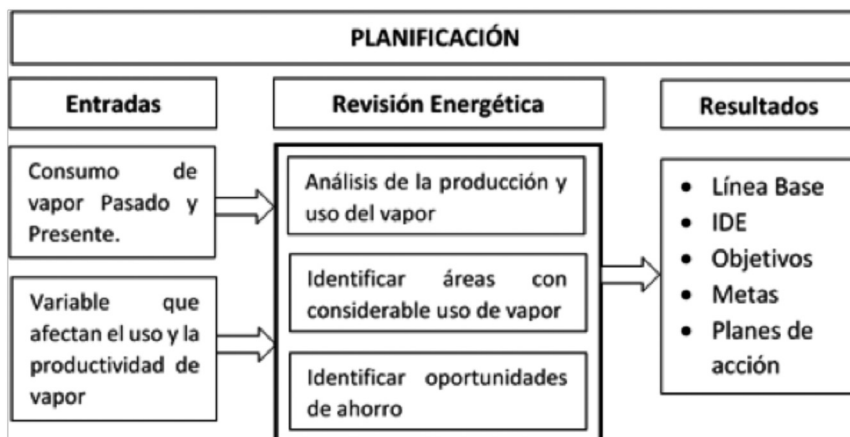 PLANIFICACIÓN
Entradas
Revisión Energética
Resultados
Consumo de
vapor Pasado y
Presente.
Variable que
afectan el uso y la
productividad de
vapor
Análisis de la producción y
uso del vapor
Identificar áreas con
considerable uso de vapor
Identificar oportunidades
de ahorro
• Línea Base
• IDE
• Objetivos
• Metas
• Planes de
acción